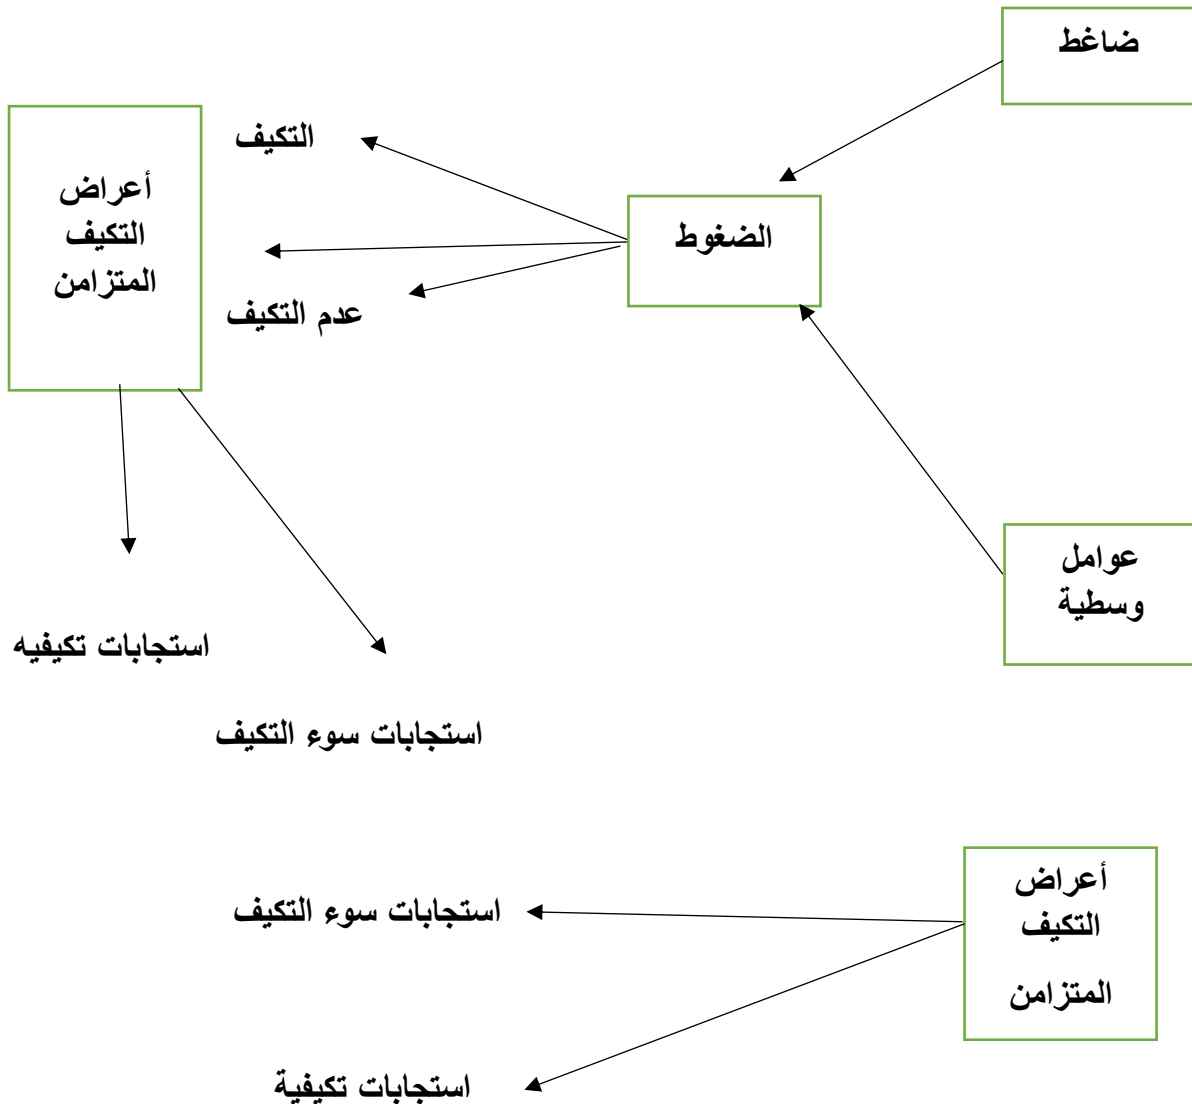 ضاغط
التكيف
أعراض
التكيف
المتزامن
الضغوط
عدم التكيف
عوامل
وسطية
استجابات تكيفيه
استجابات سوء التكيف
أعراض
التكيف
المتزامن
استجابات سوء التكيف
استجابات تكيفية